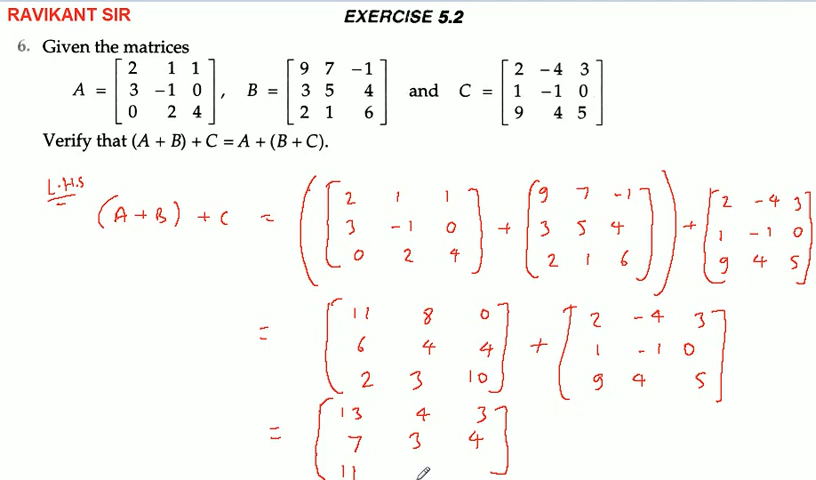 RAVIKANT SIR
EXERCISE 5.2
6. Given the matrices
A = [ 2 1 1 ; 3 -1 0 ; 0 2 4 ], B = [ 9 7 -1 ; 3 5 4 ; 2 1 6 ] and C = [ 2 -4 3 ; 1 -1 0 ; 9 4 5 ]
Verify that (A + B) + C = A + (B + C).
L.H.S
(A + B) + C = ( [ 2 1 1 ; 3 -1 0 ; 0 2 4 ] + [ 9 7 -1 ; 3 5 4 ; 2 1 6 ] ) + [ 2 -4 3 ; 1 -1 0 ; 9 4 5 ]
= [ 11 8 0 ; 6 4 4 ; 2 3 10 ] + [ 2 -4 3 ; 1 -1 0 ; 9 4 5 ]
= [ 13 4 3 ; 7 3 4 ; 11